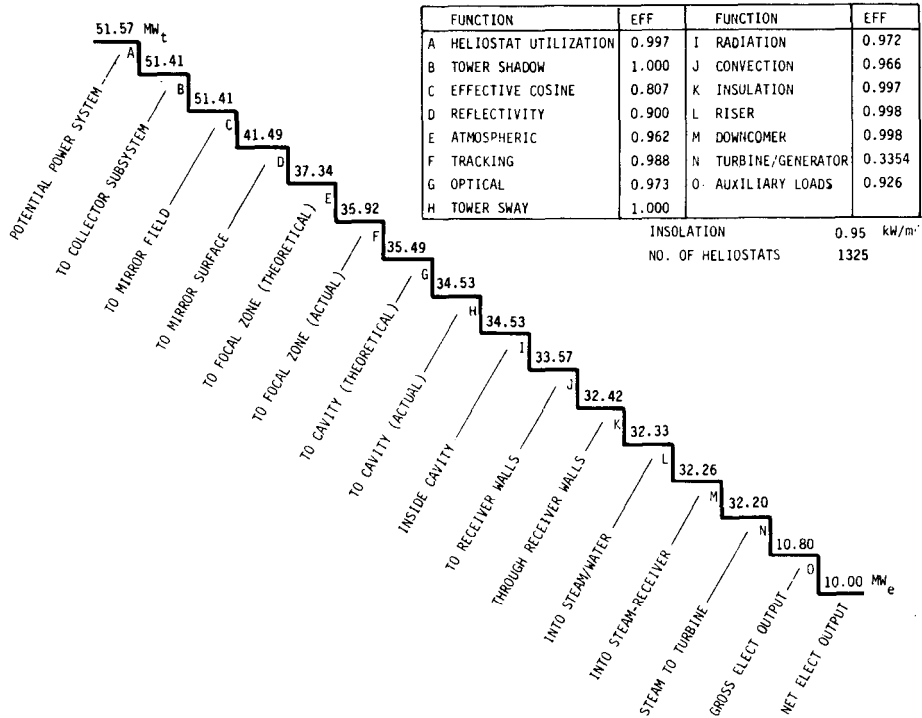 FUNCTION EFF FUNCTION EFF
A HELIOSTAT UTILIZATION 0.997 I RADIATION 0.972
B TOWER SHADOW 1.000 J CONVECTION 0.966
C EFFECTIVE COSINE 0.807 K INSULATION 0.997
D REFLECTIVITY 0.900 L RISER 0.998
E ATMOSPHERIC 0.962 M DOWNCOMER 0.998
F TRACKING 0.988 N TURBINE/GENERATOR 0.3354
G OPTICAL 0.973 O AUXILIARY LOADS 0.926
H TOWER SWAY 1.000
INSOLATION 0.95 kW/m
NO. OF HELIOSTATS 1325
51.57 MWt
A
51.41
B
51.41
C
41.49
D
37.34
E
35.92
F
35.49
G
34.53
H
34.53
I
33.57
J
32.42
K
32.33
L
32.26
M
32.20
N
10.80
O
10.00 MWe
POTENTIAL POWER SYSTEM
TO COLLECTOR SUBSYSTEM
TO MIRROR FIELD
TO MIRROR SURFACE
TO FOCAL ZONE (THEORETICAL)
TO FOCAL ZONE (ACTUAL)
TO CAVITY (THEORETICAL)
TO CAVITY (ACTUAL)
INSIDE CAVITY
TO RECEIVER WALLS
THROUGH RECEIVER WALLS
INTO STEAM/WATER
INTO STEAM-RECEIVER
STEAM TO TURBINE
GROSS ELECT OUTPUT
NET ELECT OUTPUT